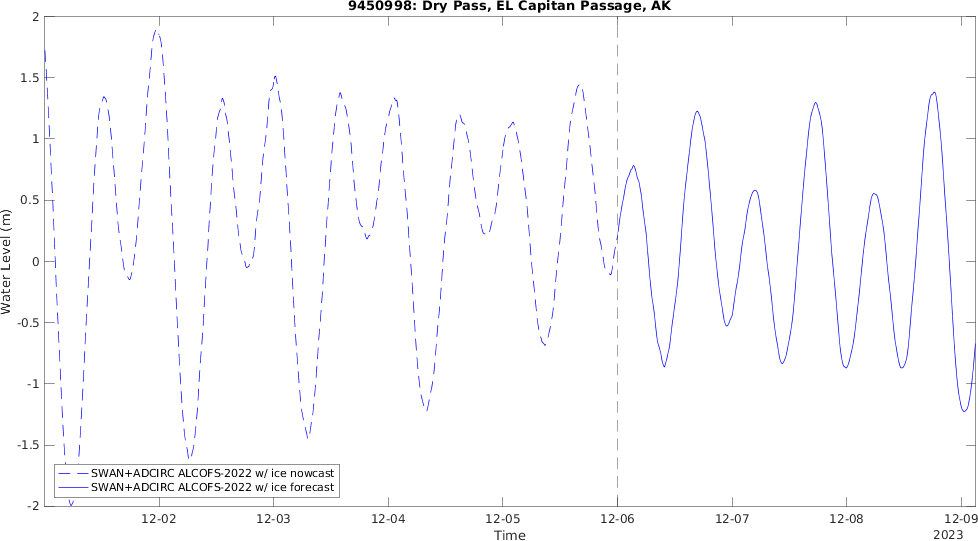 9450998: Dry Pass, EL Capitan Passage, AK
2
1.5
1
0.5
0
-0.5
-1
-1.5
-2
Water Level (m)
SWAN+ADCIRC ALCOFS-2022 w/ ice nowcast
SWAN+ADCIRC ALCOFS-2022 w/ ice forecast
12-02 12-03 12-04 12-05 12-06 12-07 12-08 12-09
Time
2023